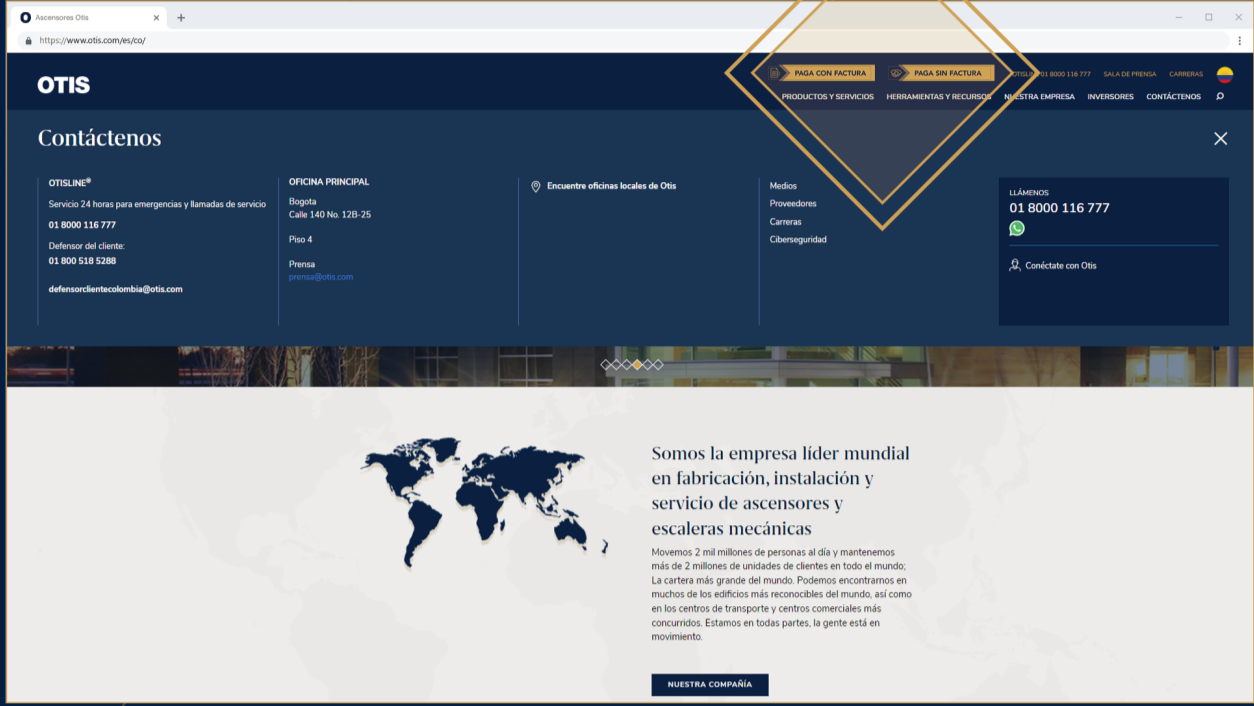 Ascensores Otis
https://www.otis.com/es/co/
PAGA CON FACTURA
PAGA SIN FACTURA
OTISLINE 01 8000 116 777
SALA DE PRENSA
CARRERAS
OTIS
PRODUCTOS Y SERVICIOS
HERRAMIENTAS Y RECURSOS
NUESTRA EMPRESA
INVERSORES
CONTÁCTENOS
Contáctenos
OTISLINE®
Servicio 24 horas para emergencias y llamadas de servicio
01 8000 116 777
Defensor del cliente:
01 800 518 5288
defensorclientecolombia@otis.com
OFICINA PRINCIPAL
Bogota
Calle 140 No. 12B-25
Piso 4
Prensa
prensa@otis.com
Encuentre oficinas locales de Otis
Medios
Proveedores
Carreras
Ciberseguridad
LLÁMENOS
01 8000 116 777
Conéctate con Otis
Somos la empresa líder mundial
en fabricación, instalación y
servicio de ascensores y
escaleras mecánicas
Movemos 2 mil millones de personas al día y mantenemos
más de 2 millones de unidades de clientes en todo el mundo;
La cartera más grande del mundo. Podemos encontrarnos en
muchos de los edificios más reconocibles del mundo, así como
en los centros de transporte y centros comerciales más
concurridos. Estamos en todas partes, la gente está en
movimiento.
NUESTRA COMPAÑÍA